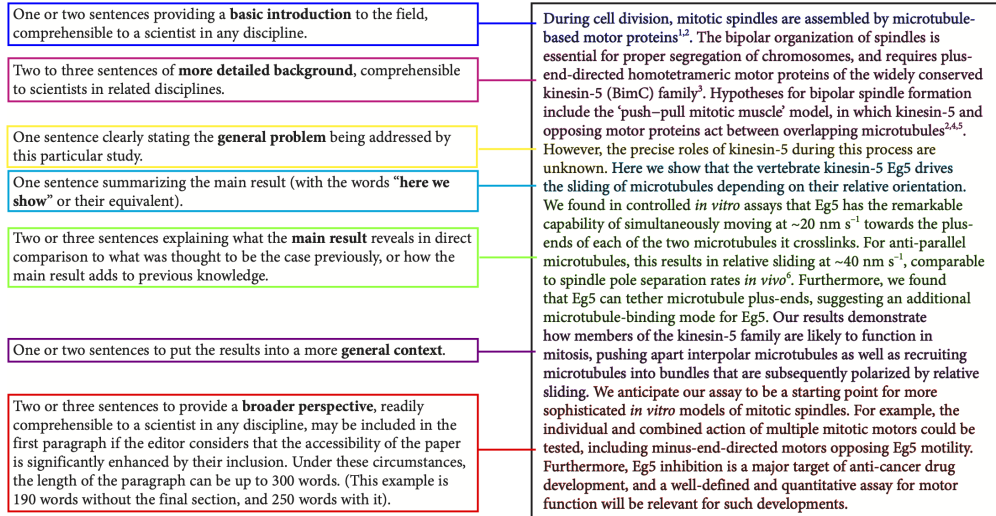 One or two sentences providing a basic introduction to the field,
comprehensible to a scientist in any discipline.
Two to three sentences of more detailed background, comprehensible
to scientists in related disciplines.
One sentence clearly stating the general problem being addressed by
this particular study.
One sentence summarizing the main result (with the words “here we
show” or their equivalent).
Two or three sentences explaining what the main result reveals in direct
comparison to what was thought to be the case previously, or how the
main result adds to previous knowledge.
One or two sentences to put the results into a more general context.
Two or three sentences to provide a broader perspective, readily
comprehensible to a scientist in any discipline, may be included in the
first paragraph if the editor considers that the accessibility of the paper
is significantly enhanced by their inclusion. Under these circumstances,
the length of the paragraph can be up to 300 words. (This example is
190 words without the final section, and 250 words with it).
During cell division, mitotic spindles are assembled by microtubule-
based motor proteins1,2. The bipolar organization of spindles is
essential for proper segregation of chromosomes, and requires plus-
end-directed homotetrameric motor proteins of the widely conserved
kinesin-5 (BimC) family3. Hypotheses for bipolar spindle formation
include the ‘push−pull mitotic muscle’ model, in which kinesin-5 and
opposing motor proteins act between overlapping microtubules2,4,5.
However, the precise roles of kinesin-5 during this process are
unknown. Here we show that the vertebrate kinesin-5 Eg5 drives
the sliding of microtubules depending on their relative orientation.
We found in controlled in vitro assays that Eg5 has the remarkable
capability of simultaneously moving at ~20 nm s−1 towards the plus-
ends of each of the two microtubules it crosslinks. For anti-parallel
microtubules, this results in relative sliding at ~40 nm s−1, comparable
to spindle pole separation rates in vivo6. Furthermore, we found
that Eg5 can tether microtubule plus-ends, suggesting an additional
microtubule-binding mode for Eg5. Our results demonstrate
how members of the kinesin-5 family are likely to function in
mitosis, pushing apart interpolar microtubules as well as recruiting
microtubules into bundles that are subsequently polarized by relative
sliding. We anticipate our assay to be a starting point for more
sophisticated in vitro models of mitotic spindles. For example, the
individual and combined action of multiple mitotic motors could be
tested, including minus-end-directed motors opposing Eg5 motility.
Furthermore, Eg5 inhibition is a major target of anti-cancer drug
development, and a well-defined and quantitative assay for motor
function will be relevant for such developments.